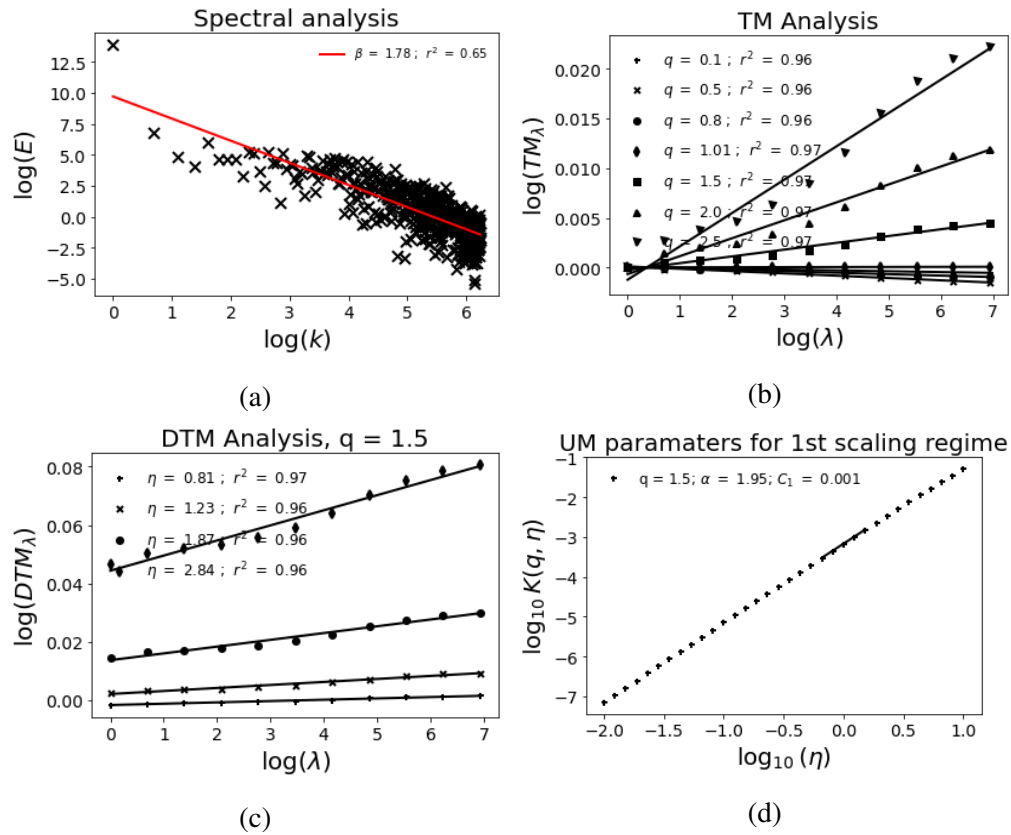 Spectral analysis
β = 1.78 ; r² = 0.65
12.5
10.0
7.5
5.0
2.5
0.0
−2.5
−5.0
log(E)
0 1 2 3 4 5 6
log(k)
(a)
TM Analysis
q = 0.1 ; r² = 0.96
q = 0.5 ; r² = 0.96
q = 0.8 ; r² = 0.96
q = 1.01 ; r² = 0.97
q = 1.5 ; r² = 0.97
q = 2.0 ; r² = 0.97
q = 2.5 ; r² = 0.97
0.020
0.015
0.010
0.005
0.000
log(TM_λ)
0 1 2 3 4 5 6 7
log(λ)
(b)
DTM Analysis, q = 1.5
η = 0.81 ; r² = 0.97
η = 1.23 ; r² = 0.96
η = 1.87 ; r² = 0.96
η = 2.84 ; r² = 0.96
0.08
0.06
0.04
0.02
0.00
log(DTM_λ)
0 1 2 3 4 5 6 7
log(λ)
(c)
UM paramaters for 1st scaling regime
q = 1.5; α = 1.95; C₁ = 0.001
−1
−2
−3
−4
−5
−6
−7
log₁₀ K(q, η)
−2.0 −1.5 −1.0 −0.5 0.0 0.5 1.0
log₁₀ (η)
(d)